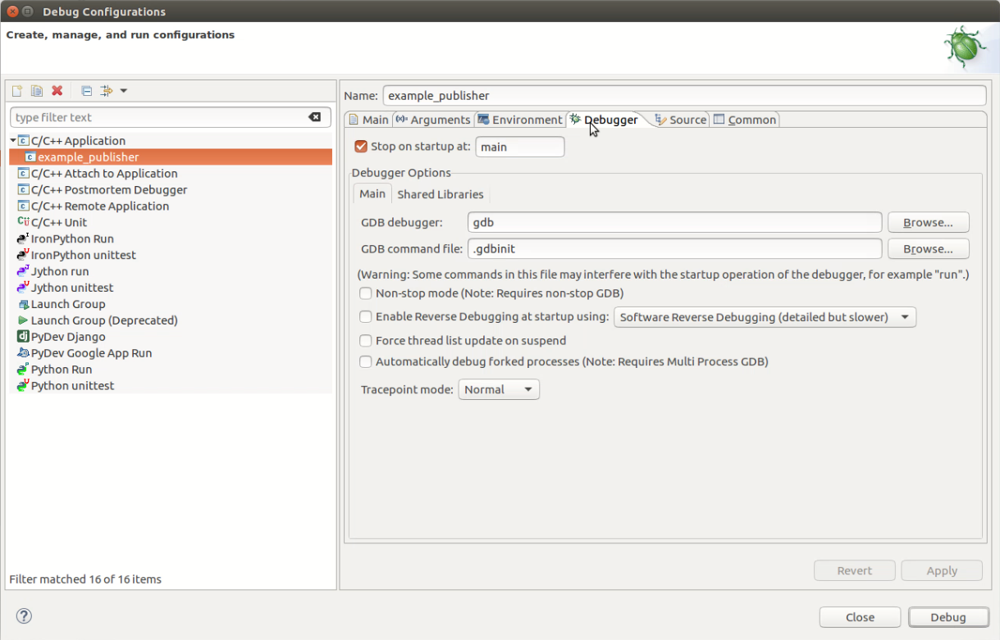 Debug Configurations
Create, manage, and run configurations
type filter text
C/C++ Application
example_publisher
C/C++ Attach to Application
C/C++ Postmortem Debugger
C/C++ Remote Application
C/C++ Unit
IronPython Run
IronPython unittest
Jython run
Jython unittest
Launch Group
Launch Group (Deprecated)
PyDev Django
PyDev Google App Run
Python Run
Python unittest
Filter matched 16 of 16 items
Name: example_publisher
Main Arguments Environment Debugger Source Common
Stop on startup at: main
Debugger Options
Main Shared Libraries
GDB debugger: gdb Browse...
GDB command file: .gdbinit Browse...
(Warning: Some commands in this file may interfere with the startup operation of the debugger, for example "run".)
Non-stop mode (Note: Requires non-stop GDB)
Enable Reverse Debugging at startup using: Software Reverse Debugging (detailed but slower)
Force thread list update on suspend
Automatically debug forked processes (Note: Requires Multi Process GDB)
Tracepoint mode: Normal
Revert Apply
? Close Debug